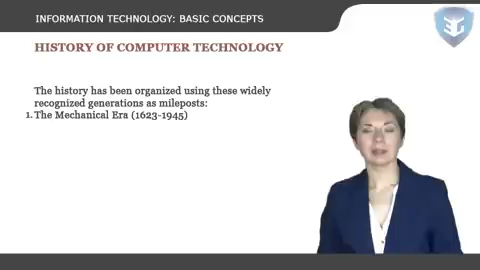 INFORMATION TECHNOLOGY: BASIC CONCEPTS
HISTORY OF COMPUTER TECHNOLOGY
The history has been organized using these widely
recognized generations as mileposts:
1. The Mechanical Era (1623-1945)